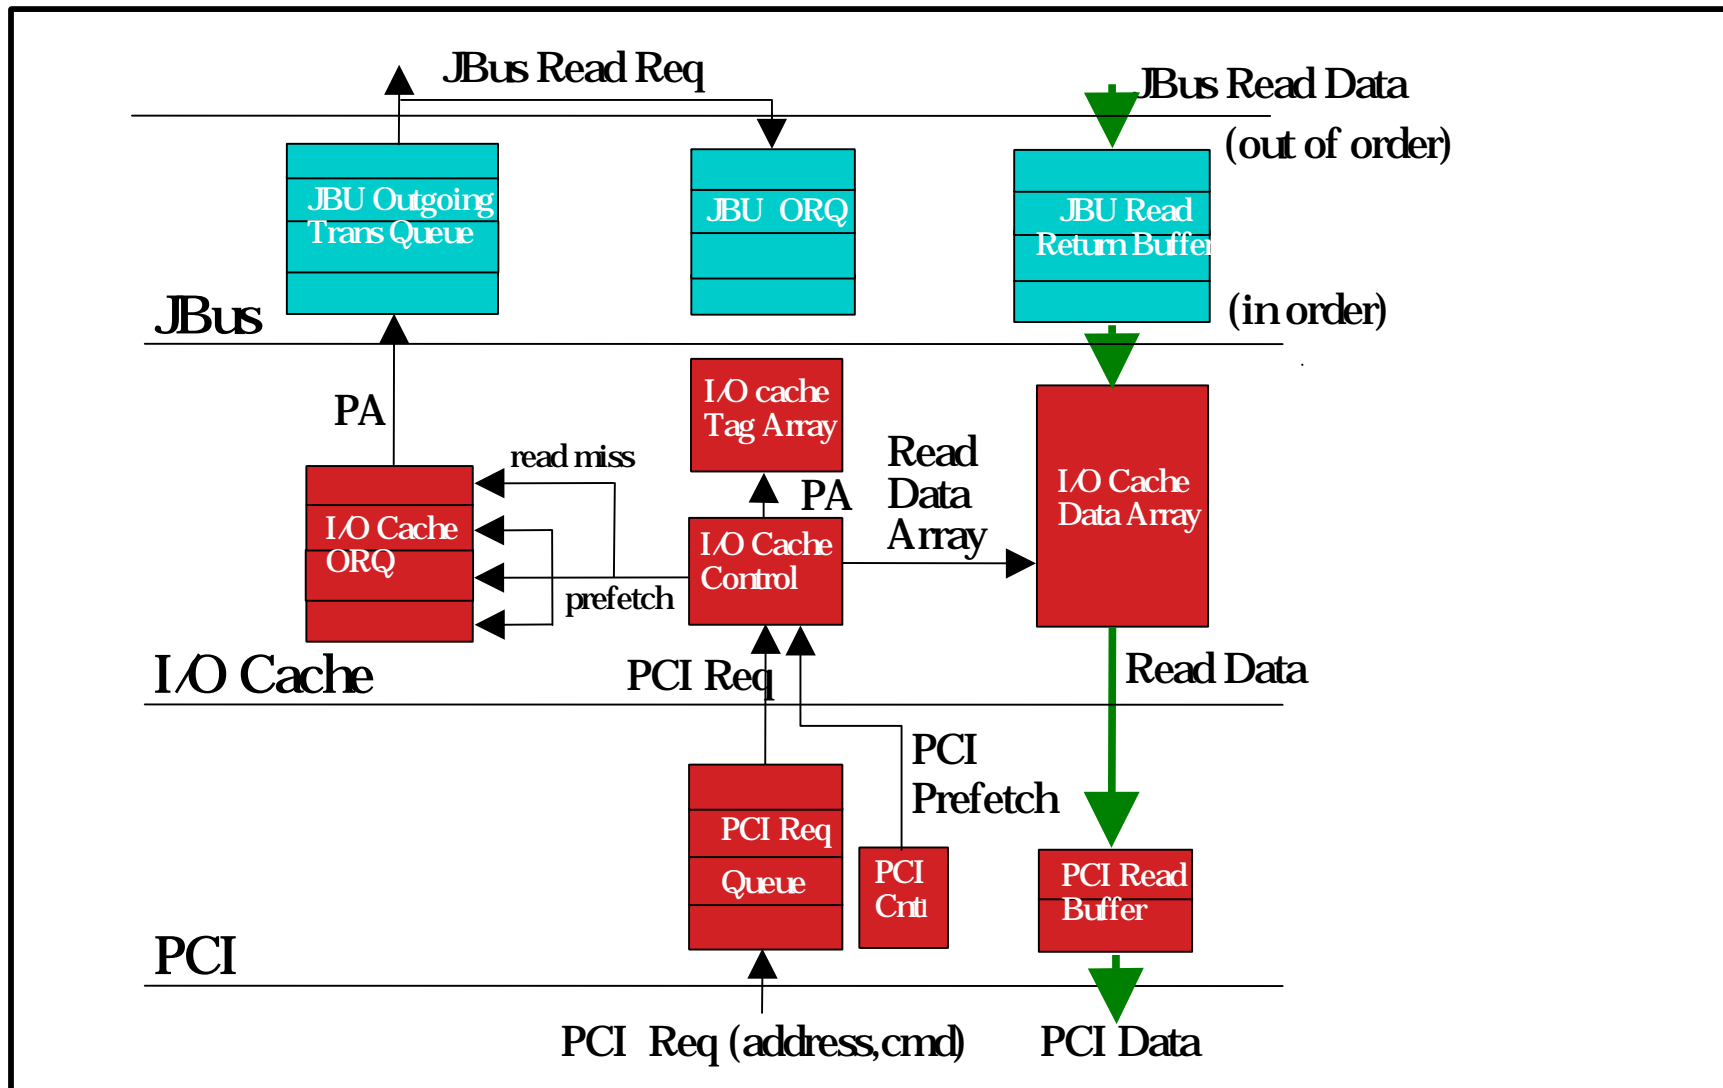 JBus Read Req
JBus Read Data
(out of order)
JBU Outgoing
Trans Queue
JBU ORQ
JBU Read
Return Buffer
JBus
(in order)
PA
I/O cache
Tag Array
read miss
PA
Read
Data
Array
I/O Cache
Data Array
I/O Cache
ORQ
I/O Cache
Control
prefetch
I/O Cache
PCI Req
Read Data
PCI
Prefetch
PCI Req
Queue
PCI
Cntl
PCI Read
Buffer
PCI
PCI Req (address,cmd)
PCI Data